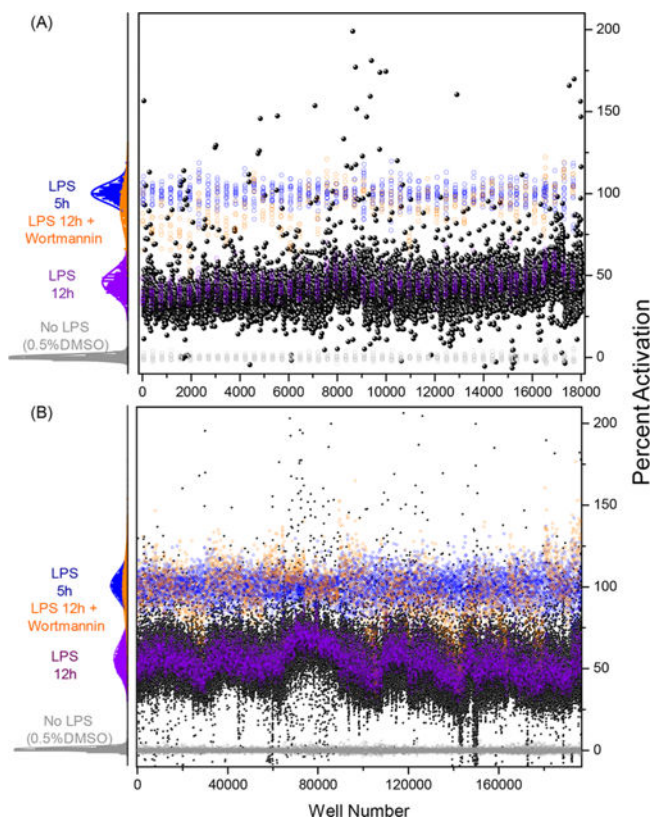 (A)
LPS
5h
LPS 12h +
Wortmannin
LPS
12h
No LPS
(0.5%DMSO)
200
150
100
50
0
0 2000 4000 6000 8000 10000 12000 14000 16000 18000
Percent Activation
(B)
LPS
5h
LPS 12h +
Wortmannin
LPS
12h
No LPS
(0.5%DMSO)
200
150
100
50
0
0 40000 80000 120000 160000
Well Number